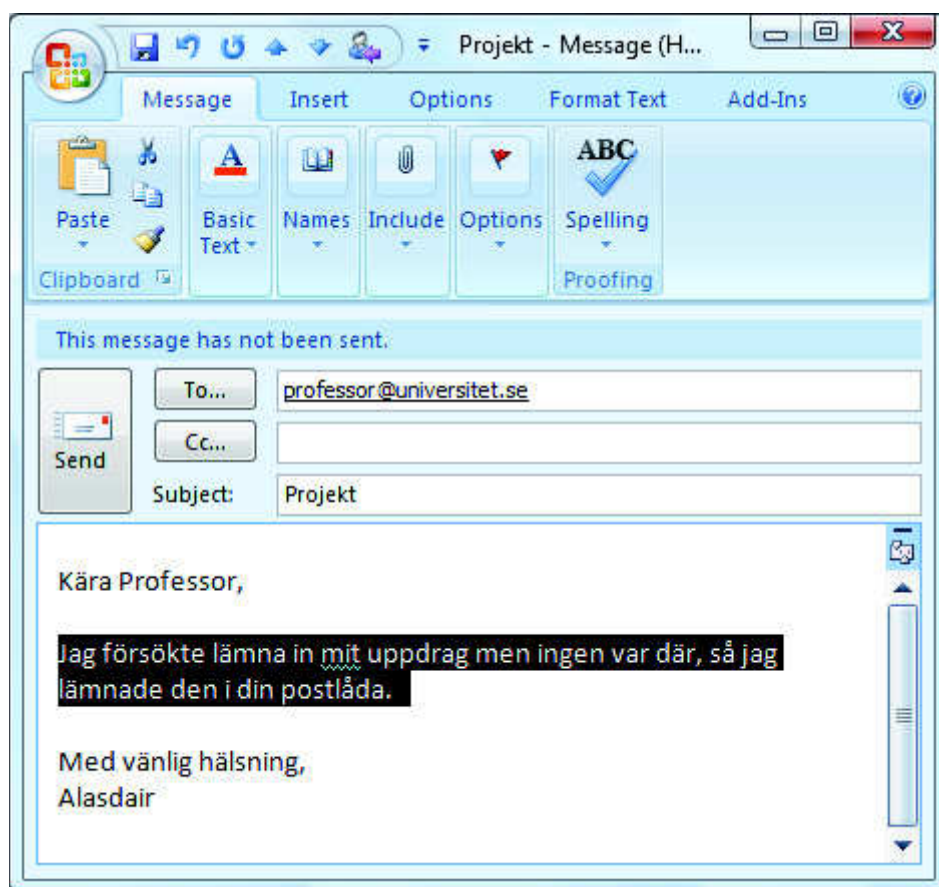 Projekt - Message (H...
Message Insert Options Format Text Add-Ins
ABC
Paste Basic Text Names Include Options Spelling
Clipboard Proofing
This message has not been sent.
To... professor@universitet.se
Cc...
Send
Subject: Projekt
Kära Professor,
Jag försökte lämna in mit uppdrag men ingen var där, så jag
lämnade den i din postlåda.
Med vänlig hälsning,
Alasdair